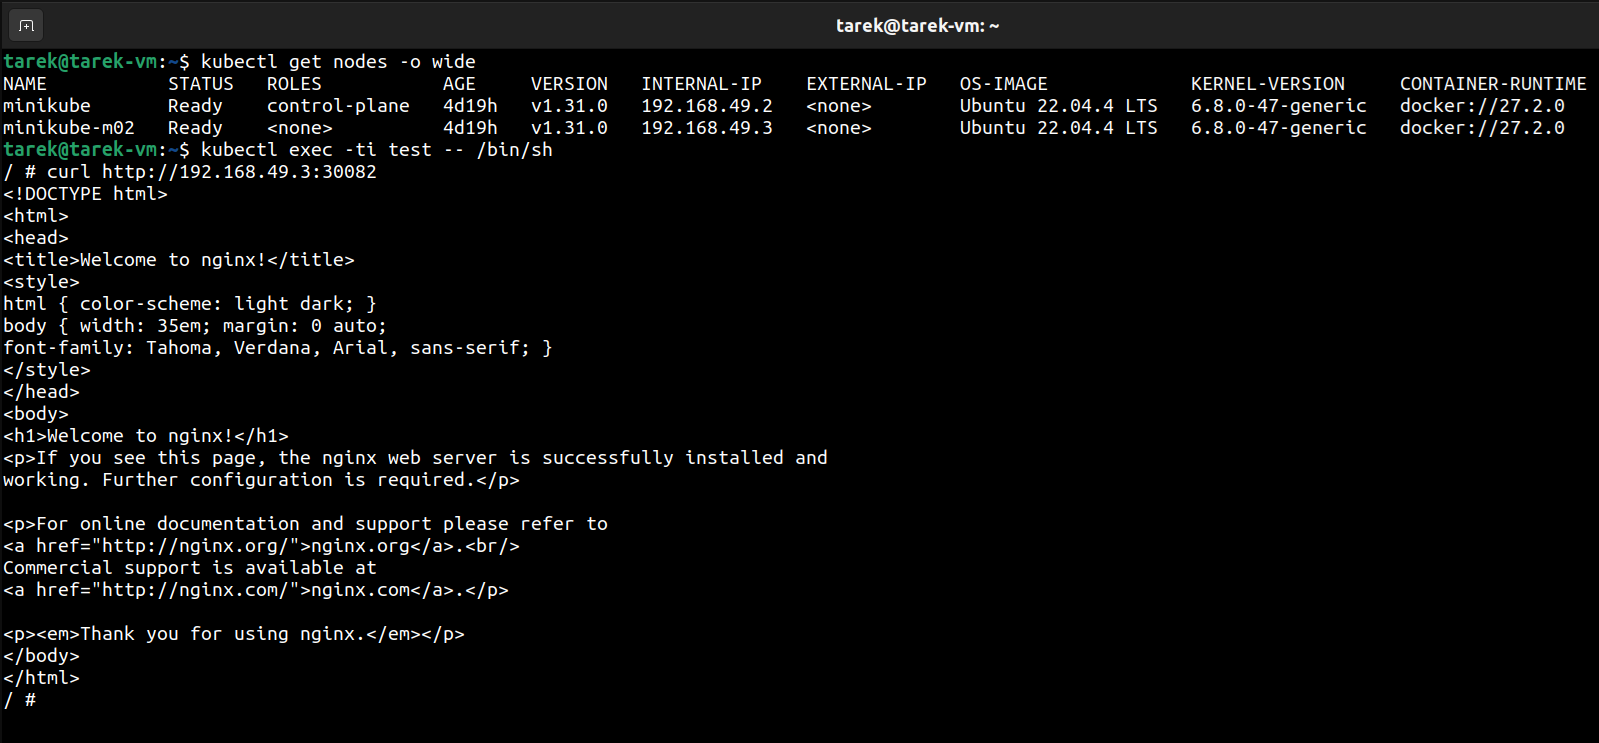 tarek@tarek-vm: ~
tarek@tarek-vm:~$ kubectl get nodes -o wide
NAME           STATUS   ROLES           AGE     VERSION   INTERNAL-IP    EXTERNAL-IP   OS-IMAGE             KERNEL-VERSION     CONTAINER-RUNTIME
minikube       Ready    control-plane   4d19h   v1.31.0   192.168.49.2   <none>        Ubuntu 22.04.4 LTS   6.8.0-47-generic   docker://27.2.0
minikube-m02   Ready    <none>          4d19h   v1.31.0   192.168.49.3   <none>        Ubuntu 22.04.4 LTS   6.8.0-47-generic   docker://27.2.0
tarek@tarek-vm:~$ kubectl exec -ti test -- /bin/sh
/ # curl http://192.168.49.3:30082
<!DOCTYPE html>
<html>
<head>
<title>Welcome to nginx!</title>
<style>
html { color-scheme: light dark; }
body { width: 35em; margin: 0 auto;
font-family: Tahoma, Verdana, Arial, sans-serif; }
</style>
</head>
<body>
<h1>Welcome to nginx!</h1>
<p>If you see this page, the nginx web server is successfully installed and
working. Further configuration is required.</p>

<p>For online documentation and support please refer to
<a href="http://nginx.org/">nginx.org</a>.<br/>
Commercial support is available at
<a href="http://nginx.com/">nginx.com</a>.</p>

<p><em>Thank you for using nginx.</em></p>
</body>
</html>
/ #